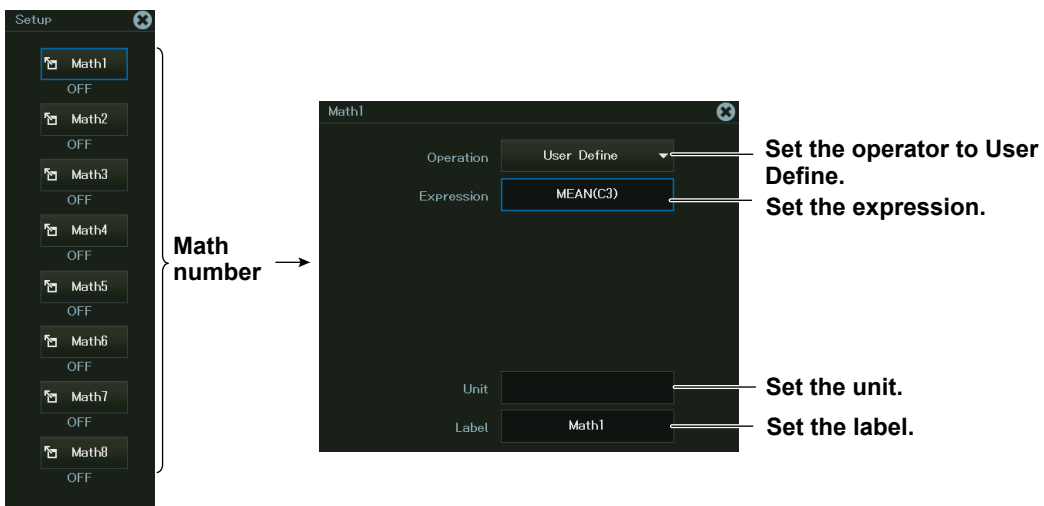 Setup
Math1
OFF
Math2
OFF
Math3
OFF
Math4
OFF
Math5
OFF
Math6
OFF
Math7
OFF
Math8
OFF
Math
number
Math1
Operation
User Define
Expression
MEAN(C3)
Unit
Label
Math1
Set the operator to User
Define.
Set the expression.
Set the unit.
Set the label.